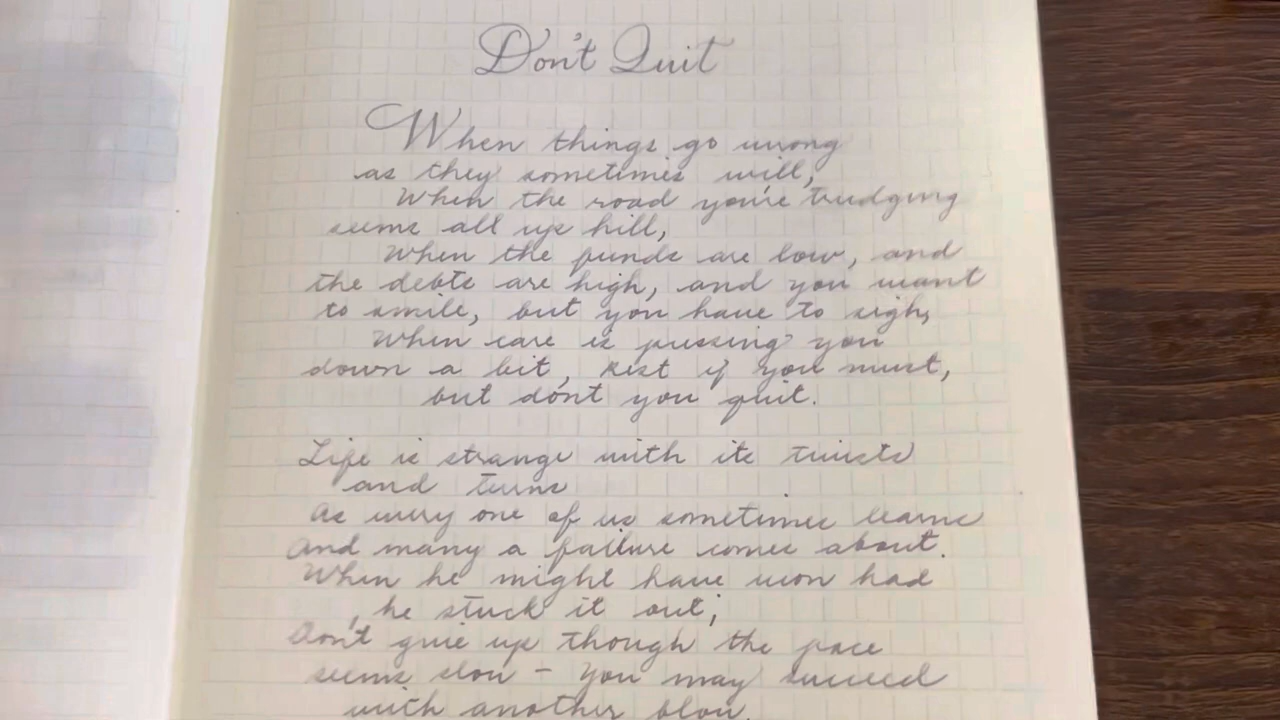 Don't Quit
When things go wrong
as they sometimes will,
When the road you're trudging
seems all up hill,
When the funds are low, and
the debts are high, and you want
to smile, but you have to sigh,
When care is pressing you
down a bit, rest if you must,
but don't you quit.
Life is strange with its twists
and turns
As every one of us sometimes learns
And many a failure comes about.
When he might have won had
he stuck it out;
Don't give up though the pace
seems slow - You may succeed
with another blow.